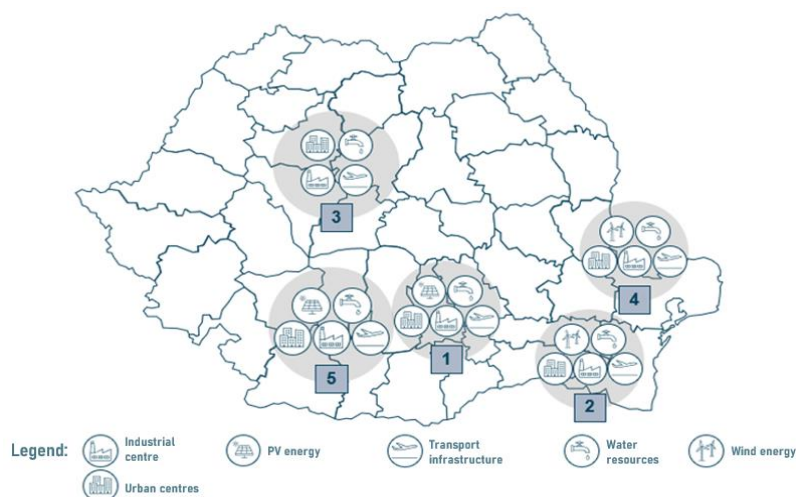 3
4
1
5
2
Legend:
Industrial
centre
PV energy
Transport
infrastructure
Water
resources
Wind energy
Urban centres